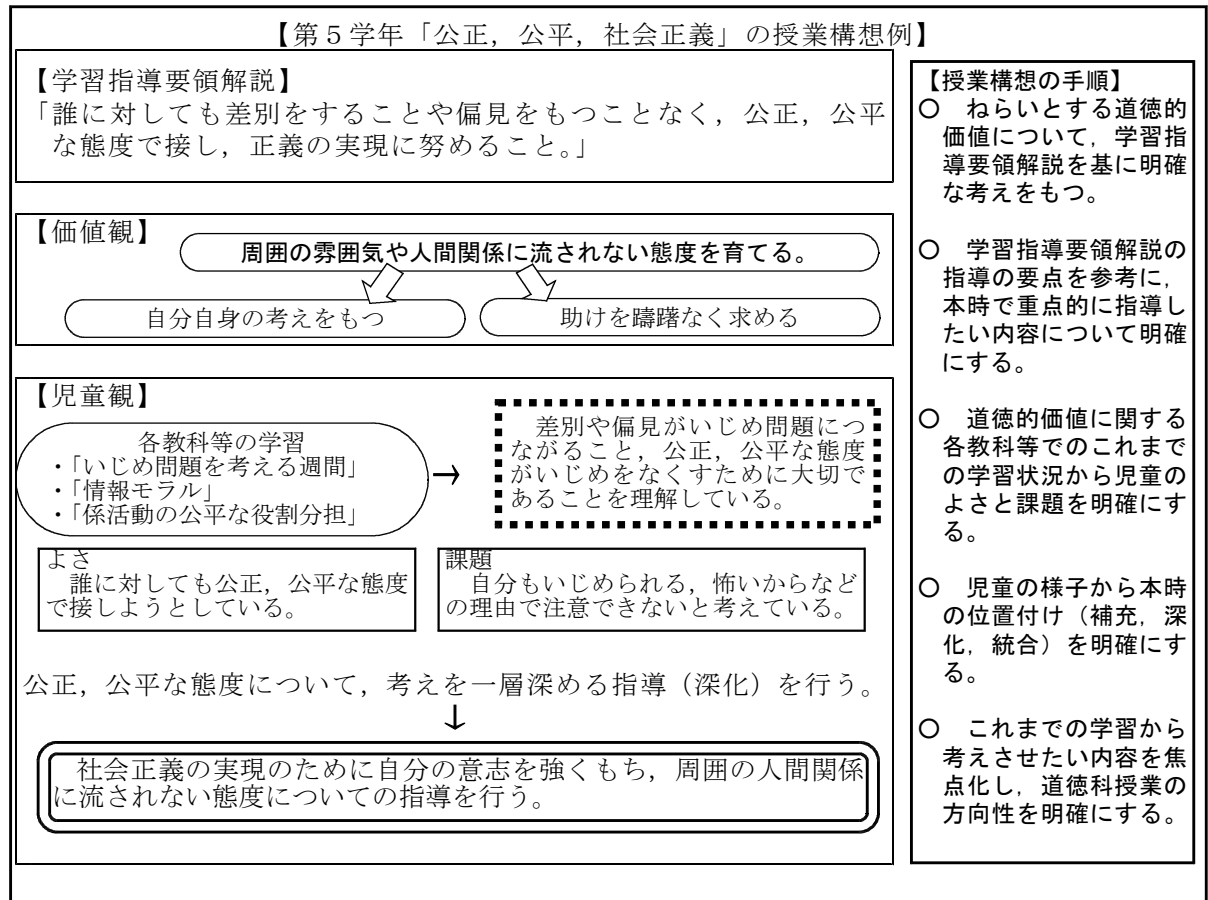 【第５学年「公正，公平，社会正義」の授業構想例】
【学習指導要領解説】
「誰に対しても差別をすることや偏見をもつことなく，公正，公平
な態度で接し，正義の実現に努めること。」
【価値観】
周囲の雰囲気や人間関係に流されない態度を育てる。
自分自身の考えをもつ
助けを躊躇なく求める
【児童観】
各教科等の学習
・「いじめ問題を考える週間」
・「情報モラル」
・「係活動の公平な役割分担」
→
差別や偏見がいじめ問題につ
ながること，公正，公平な態度
がいじめをなくすために大切で
あることを理解している。
よさ
誰に対しても公正，公平な態度
で接しようとしている。
課題
自分もいじめられる，怖いからなど
の理由で注意できないと考えている。
公正，公平な態度について，考えを一層深める指導（深化）を行う。
↓
社会正義の実現のために自分の意志を強くもち，周囲の人間関係
に流されない態度についての指導を行う。
【授業構想の手順】
○　ねらいとする道徳的
価値について，学習指
導要領解説を基に明確
な考えをもつ。
○　学習指導要領解説の
指導の要点を参考に，
本時で重点的に指導し
たい内容について明確
にする。
○　道徳的価値に関する
各教科等でのこれまで
の学習状況から児童の
よさと課題を明確にす
る。
○　児童の様子から本時
の位置付け（補充，深
化，統合）を明確にす
る。
○　これまでの学習から
考えさせたい内容を焦
点化し，道徳科授業の
方向性を明確にする。